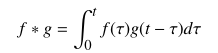 f * g = ∫₀ᵗ f(τ)g(t − τ)dτ